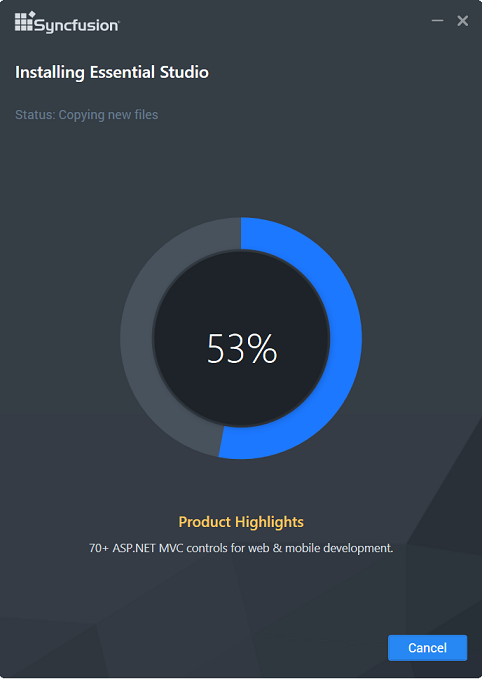 Syncfusion®
Installing Essential Studio
Status: Copying new files
53%
Product Highlights
70+ ASP.NET MVC controls for web & mobile development.
Cancel